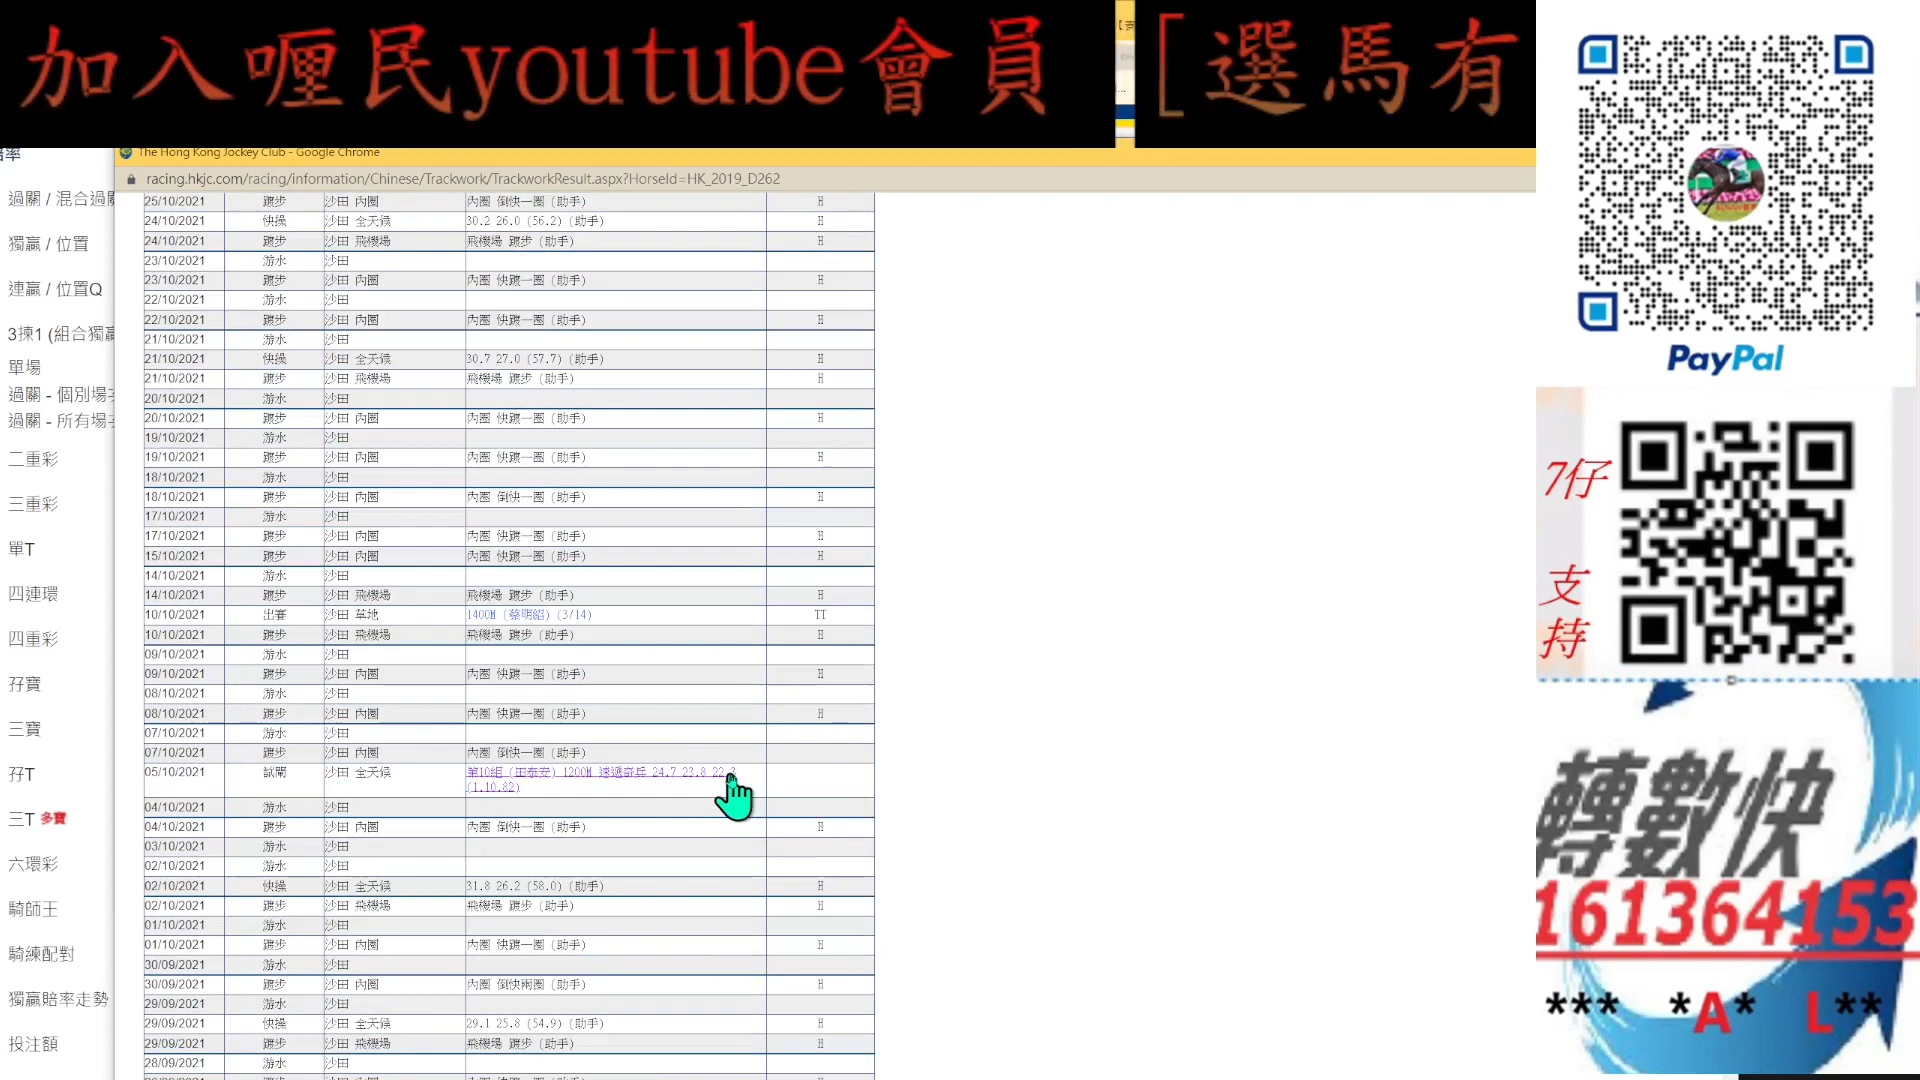 加入喱民youtube會員
[選馬有
The Hong Kong Jockey Club - Google Chrome
racing.hkjc.com/racing/information/Chinese/Trackwork/TrackworkResult.aspx?HorseId=HK_2019_D262
過關 / 混合過
獨贏 / 位置
連贏 / 位置Q
3揀1 (組合獨
單場
過關 - 個別場
過關 - 所有場
二重彩
三重彩
單T
四連環
四重彩
孖寶
三寶
孖T
三T 多寶
六環彩
騎師王
騎練配對
獨贏賠率走勢
投注額
25/10/2021 踱步 沙田 內圈 內圈 倒快一圈 (助手) H
24/10/2021 快操 沙田 全天候 30.2 26.0 (56.2) (助手) H
24/10/2021 踱步 沙田 飛機場 飛機場 踱步 (助手) H
23/10/2021 游水 沙田
23/10/2021 踱步 沙田 內圈 內圈 快踱一圈 (助手) H
22/10/2021 游水 沙田
22/10/2021 踱步 沙田 內圈 內圈 快踱一圈 (助手) H
21/10/2021 游水 沙田
21/10/2021 快操 沙田 全天候 30.7 27.0 (57.7) (助手) H
21/10/2021 踱步 沙田 飛機場 飛機場 踱步 (助手) H
20/10/2021 游水 沙田
20/10/2021 踱步 沙田 內圈 內圈 快踱一圈 (助手) H
19/10/2021 游水 沙田
19/10/2021 踱步 沙田 內圈 內圈 快踱一圈 (助手) H
18/10/2021 游水 沙田
18/10/2021 踱步 沙田 內圈 內圈 倒快一圈 (助手) H
17/10/2021 游水 沙田
17/10/2021 踱步 沙田 內圈 內圈 快踱一圈 (助手) H
15/10/2021 踱步 沙田 內圈 內圈 快踱一圈 (助手) H
14/10/2021 游水 沙田
14/10/2021 踱步 沙田 飛機場 飛機場 踱步 (助手) H
10/10/2021 出賽 沙田 草地 1400M (蔡明紹) (3/14) TT
10/10/2021 踱步 沙田 飛機場 飛機場 踱步 (助手) H
09/10/2021 游水 沙田
09/10/2021 踱步 沙田 內圈 內圈 快踱一圈 (助手) H
08/10/2021 游水 沙田
08/10/2021 踱步 沙田 內圈 內圈 快踱一圈 (助手) H
07/10/2021 游水 沙田
07/10/2021 踱步 沙田 內圈 內圈 倒快一圈 (助手)
05/10/2021 試閘 沙田 全天候 第10組 (田泰安) 1200M 速遞奇兵 24.7 23.8 22.3
(1.10.82)
04/10/2021 游水 沙田
04/10/2021 踱步 沙田 內圈 內圈 倒快一圈 (助手) H
03/10/2021 游水 沙田
02/10/2021 游水 沙田
02/10/2021 快操 沙田 全天候 31.8 26.2 (58.0) (助手) H
02/10/2021 踱步 沙田 飛機場 飛機場 踱步 (助手) H
01/10/2021 游水 沙田
01/10/2021 踱步 沙田 內圈 內圈 快踱一圈 (助手) H
30/09/2021 游水 沙田
30/09/2021 踱步 沙田 內圈 內圈 倒快兩圈 (助手) H
29/09/2021 游水 沙田
29/09/2021 快操 沙田 全天候 29.1 25.8 (54.9) (助手) H
29/09/2021 踱步 沙田 飛機場 飛機場 踱步 (助手) H
28/09/2021 游水 沙田
PayPal
7仔
支
持
轉數快
161364153
*** *A* L**